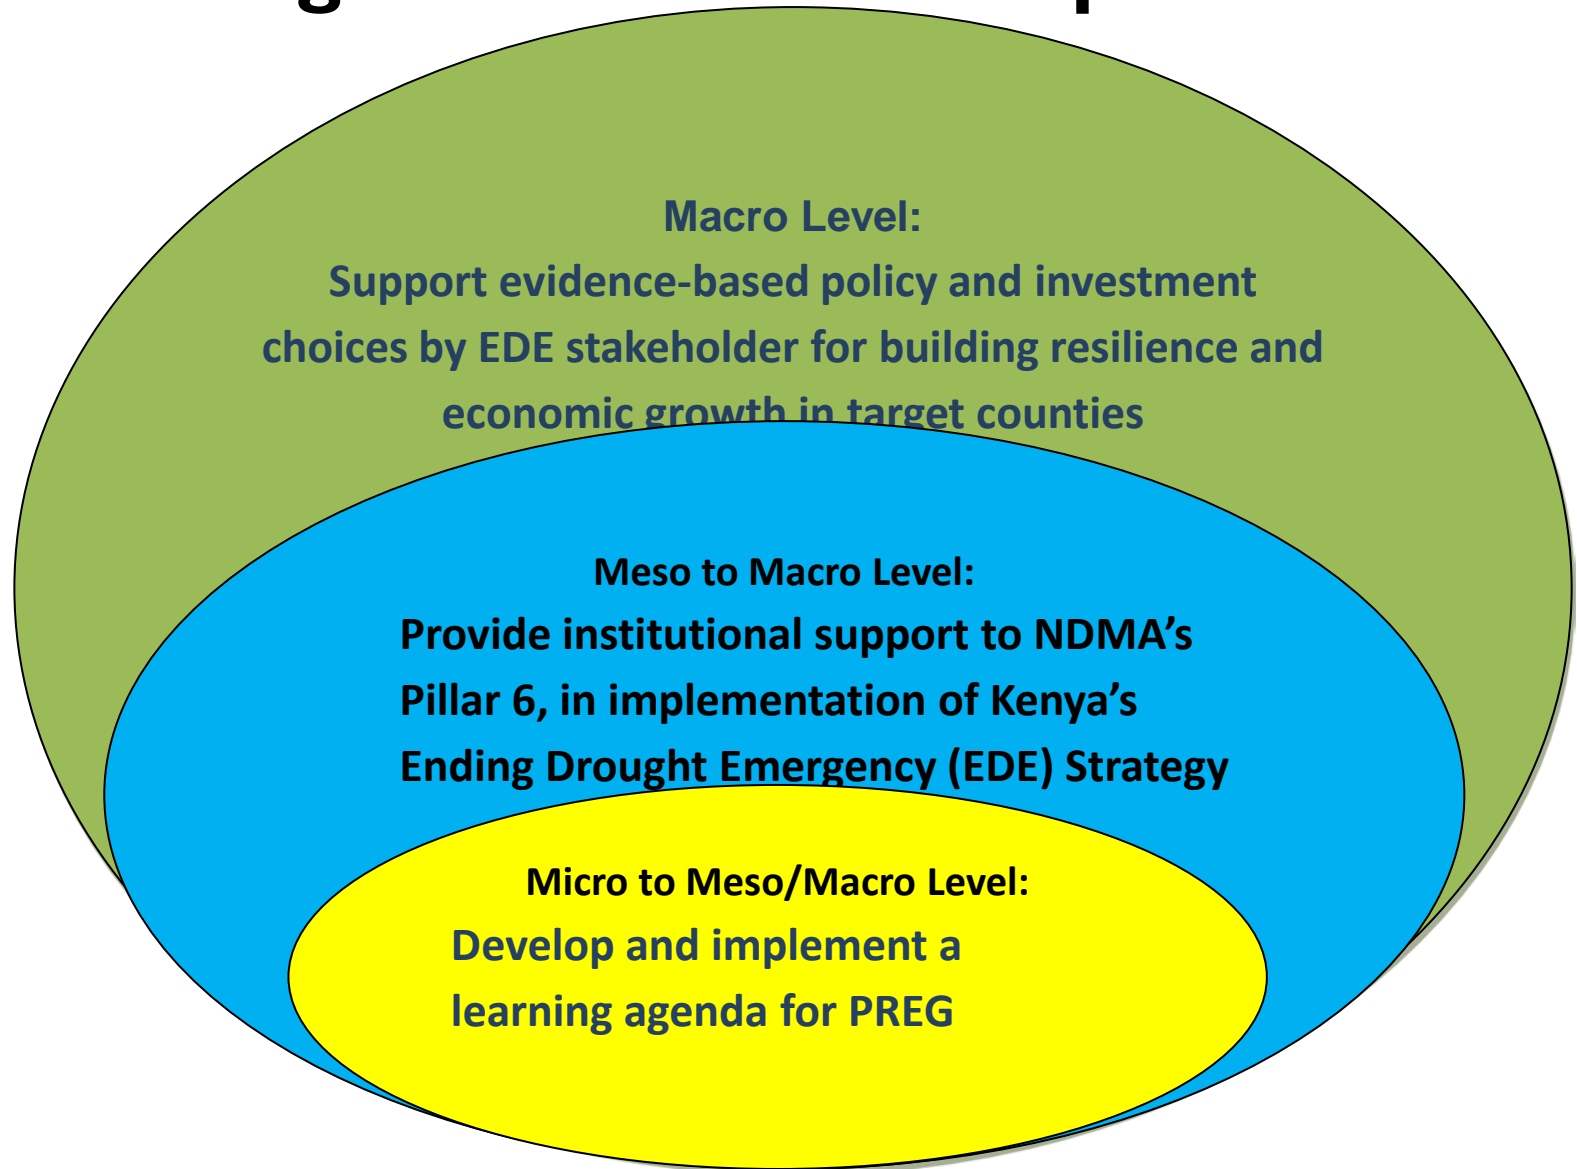 Macro Level:
Support evidence-based policy and investment
choices by EDE stakeholder for building resilience and
economic growth in target counties
Meso to Macro Level:
Provide institutional support to NDMA’s
Pillar 6, in implementation of Kenya’s
Ending Drought Emergency (EDE) Strategy
Micro to Meso/Macro Level:
Develop and implement a
learning agenda for PREG